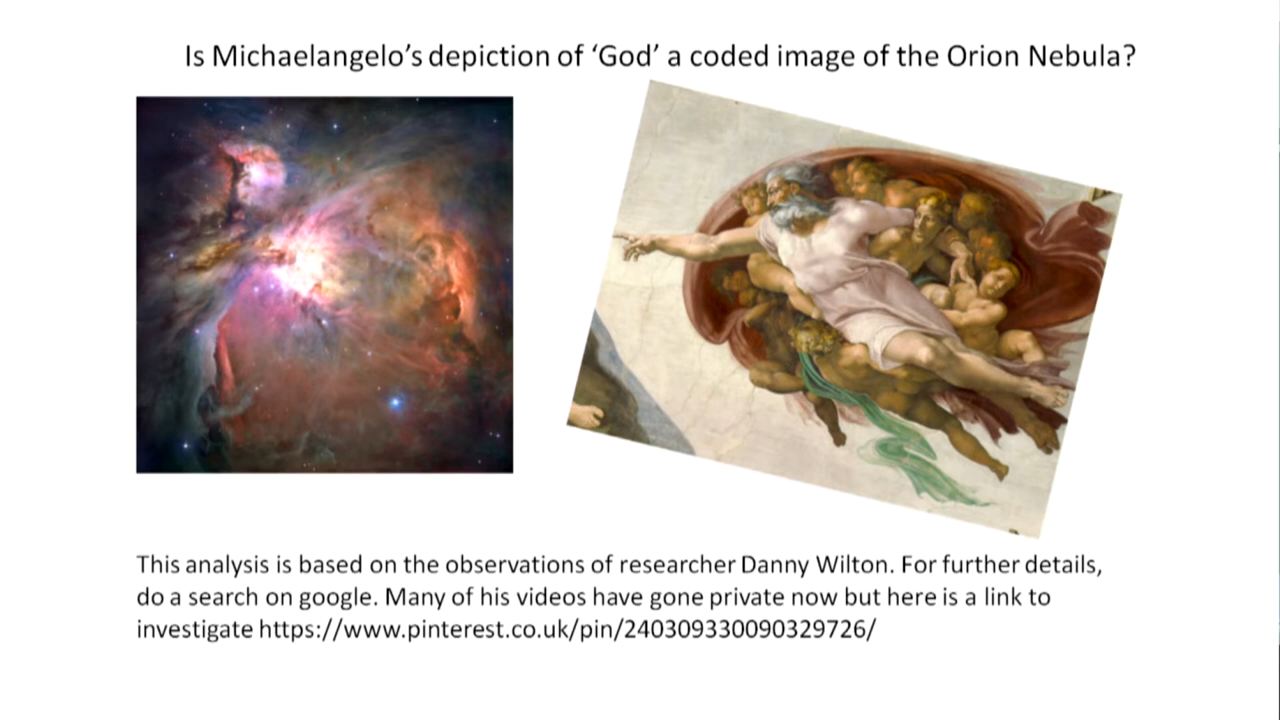 Is Michaelangelo’s depiction of ‘God’ a coded image of the Orion Nebula?
This analysis is based on the observations of researcher Danny Wilton. For further details,
do a search on google. Many of his videos have gone private now but here is a link to
investigate https://www.pinterest.co.uk/pin/240309330090329726/